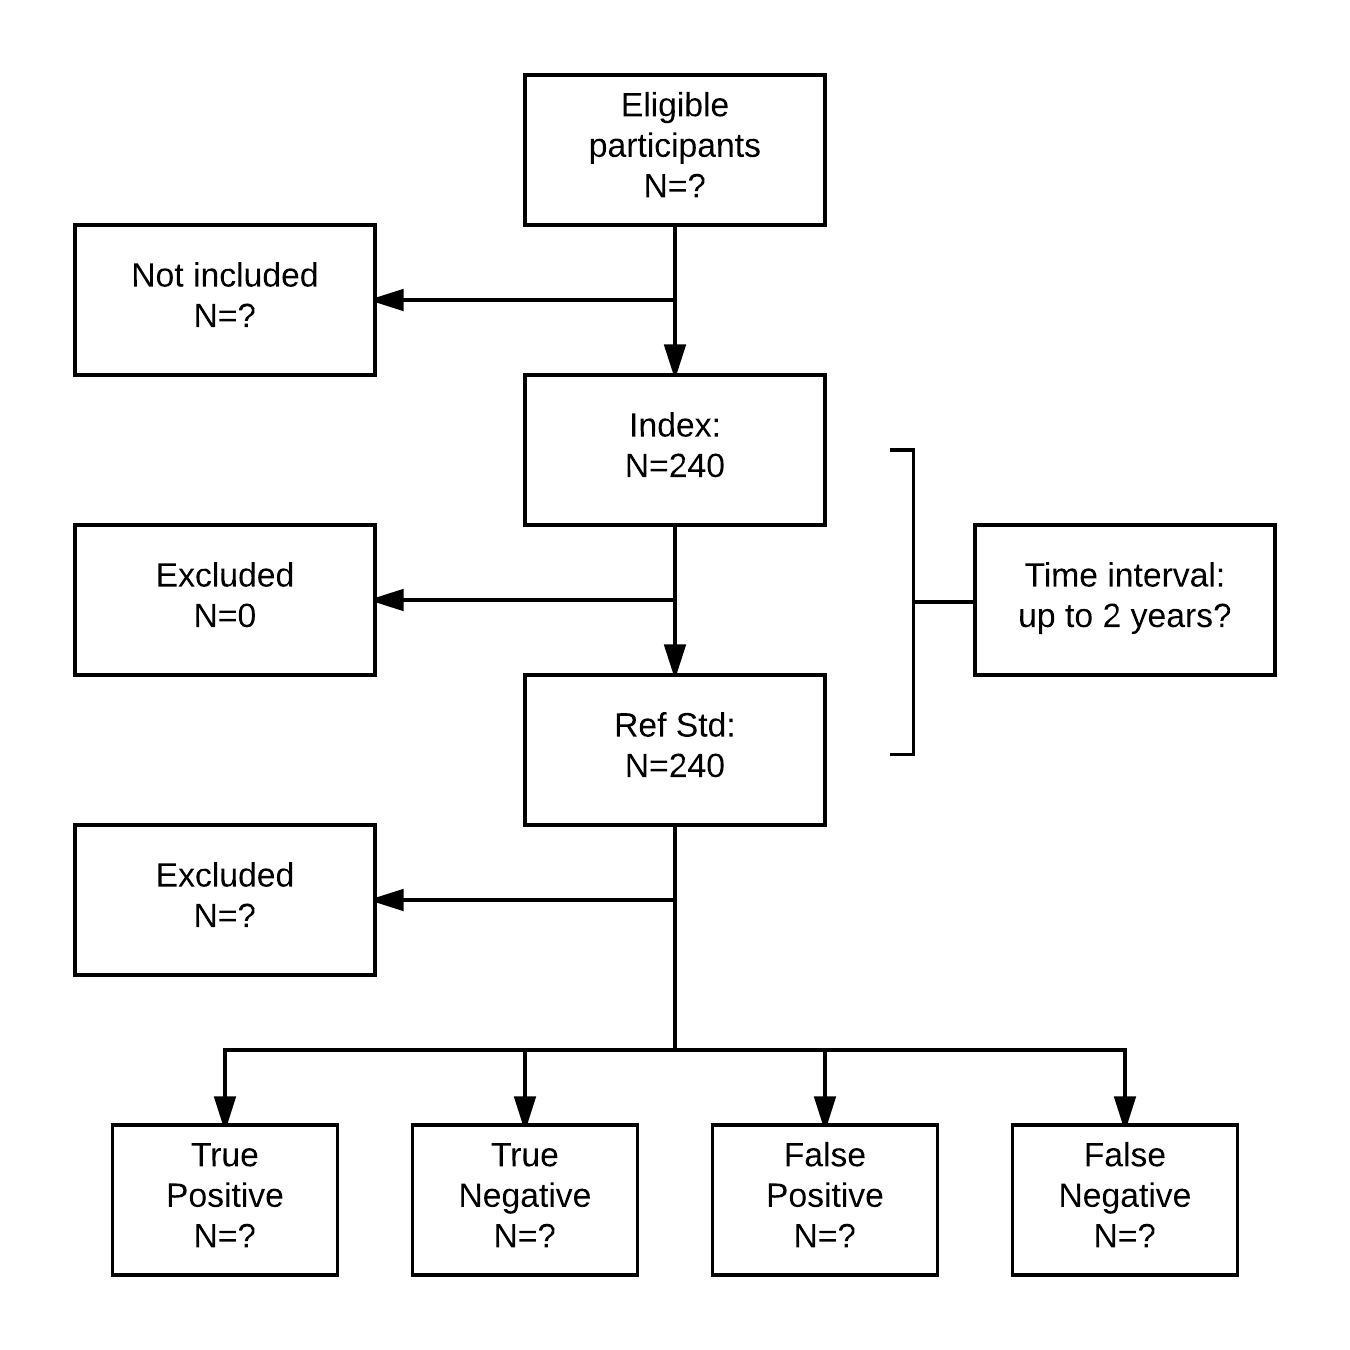 Eligible
participants
N=?
Not included
N=?
Index:
N=240
Excluded
N=0
Time interval:
up to 2 years?
Ref Std:
N=240
Excluded
N=?
True
Positive
N=?
True
Negative
N=?
False
Positive
N=?
False
Negative
N=?